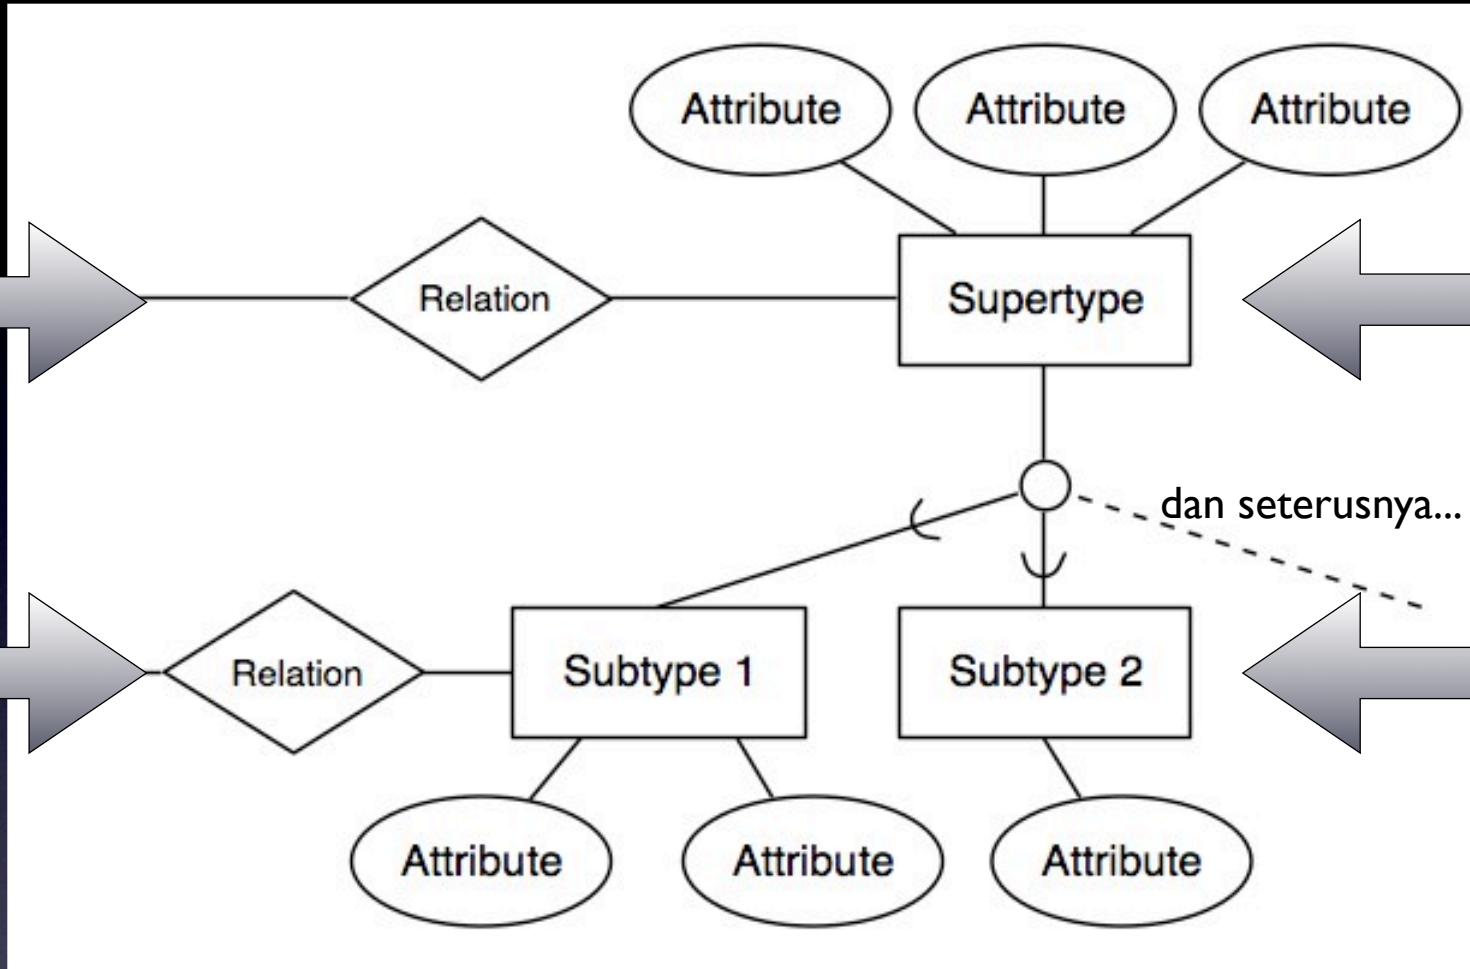 Attribute
Attribute
Attribute
Relation
Supertype
dan seterusnya...
Relation
Subtype 1
Subtype 2
Attribute
Attribute
Attribute